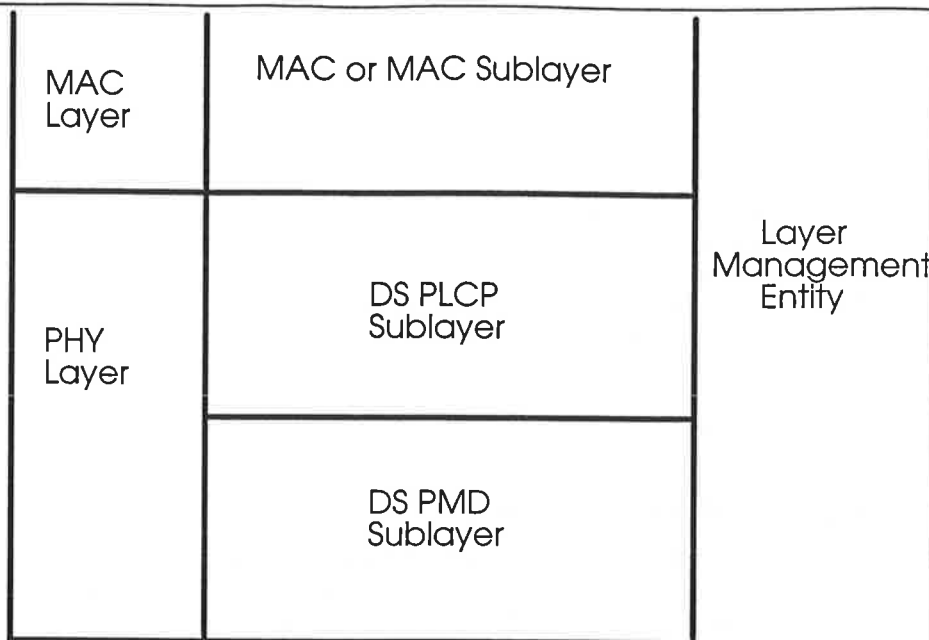 MAC
Layer
MAC or MAC Sublayer
PHY
Layer
DS PLCP
Sublayer
DS PMD
Sublayer
Layer
Management
Entity